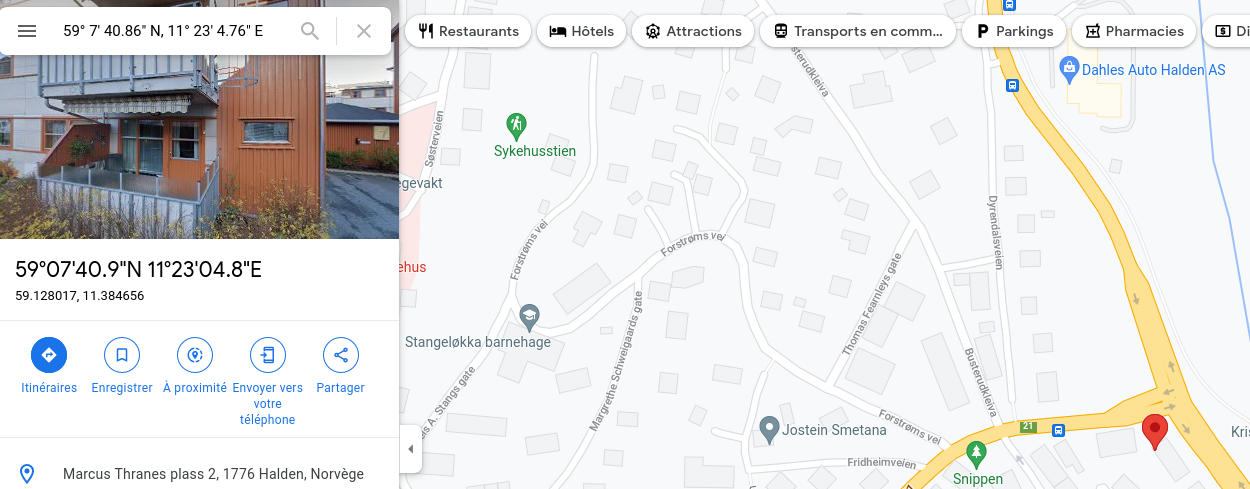 59° 7' 40.86" N, 11° 23' 4.76" E
Restaurants
Hôtels
Attractions
Transports en comm...
Parkings
Pharmacies
Di
Dahles Auto Halden AS
Sykehusstien
Søsterveien
egevakt
ehus
Busterudkleiva
Dyrendalsveien
Forstrøms vei
Forstrøms vei
Thomas Fearnleys gate
Margrethe Schweigaards gate
Stangeløkka barnehage
59°07'40.9"N 11°23'04.8"E
59.128017, 11.384656
Itinéraires
Enregistrer
À proximité
Envoyer vers
votre
téléphone
Partager
is A. Stangs gate
Busterudkleiva
Forstrøms vei
Jostein Smetana
21
Kris
Fridheimveien
Snippen
Marcus Thranes plass 2, 1776 Halden, Norvège